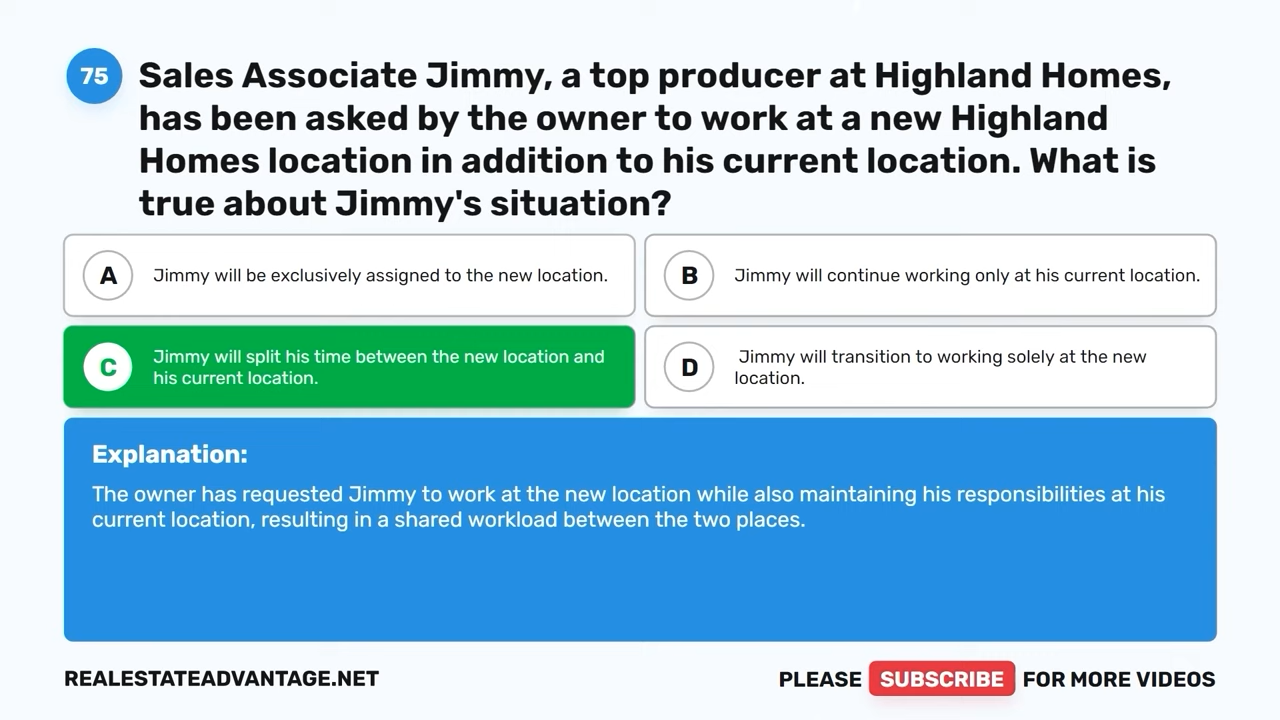 75
Sales Associate Jimmy, a top producer at Highland Homes,
has been asked by the owner to work at a new Highland
Homes location in addition to his current location. What is
true about Jimmy's situation?
A
Jimmy will be exclusively assigned to the new location.
B
Jimmy will continue working only at his current location.
C
Jimmy will split his time between the new location and
his current location.
D
Jimmy will transition to working solely at the new
location.
Explanation:
The owner has requested Jimmy to work at the new location while also maintaining his responsibilities at his
current location, resulting in a shared workload between the two places.
REALESTATEADVANTAGE.NET
PLEASE SUBSCRIBE FOR MORE VIDEOS